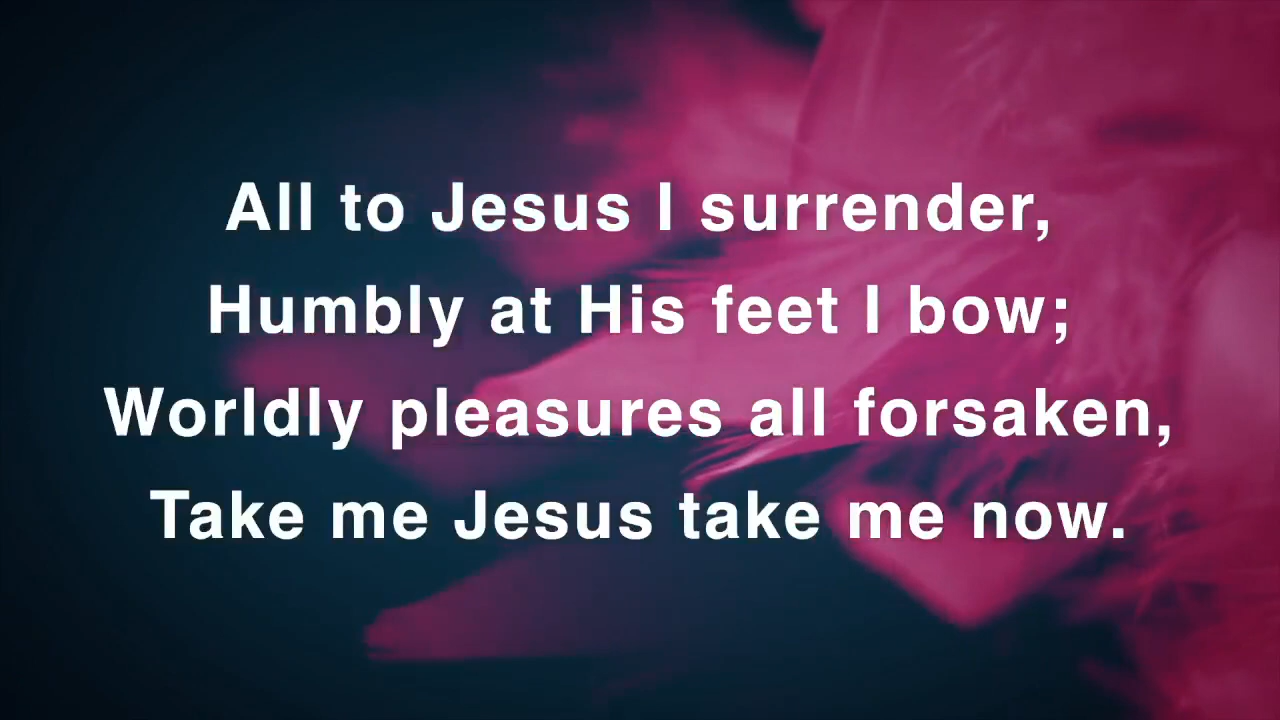 All to Jesus I surrender,
Humbly at His feet I bow;
Worldly pleasures all forsaken,
Take me Jesus take me now.